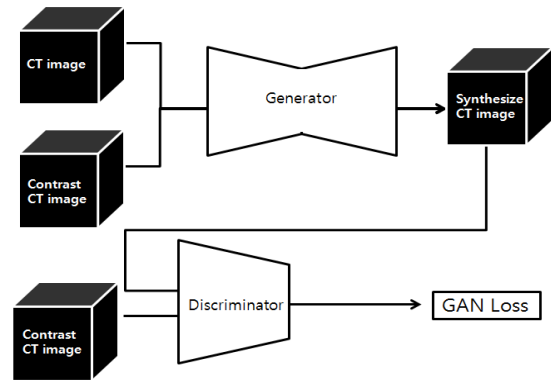 CT image
Generator
Synthesize
CT image
Contrast
CT image
Discriminator
GAN Loss
Contrast
CT image